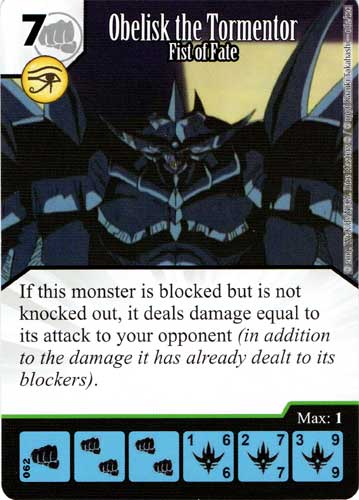 7
Obelisk the Tormentor
Fist of Fate
If this monster is blocked but is not
knocked out, it deals damage equal to
its attack to your opponent (in addition
to the damage it has already dealt to its
blockers).
Max: 1
062
1 6
6
2 7
7
3 9
9